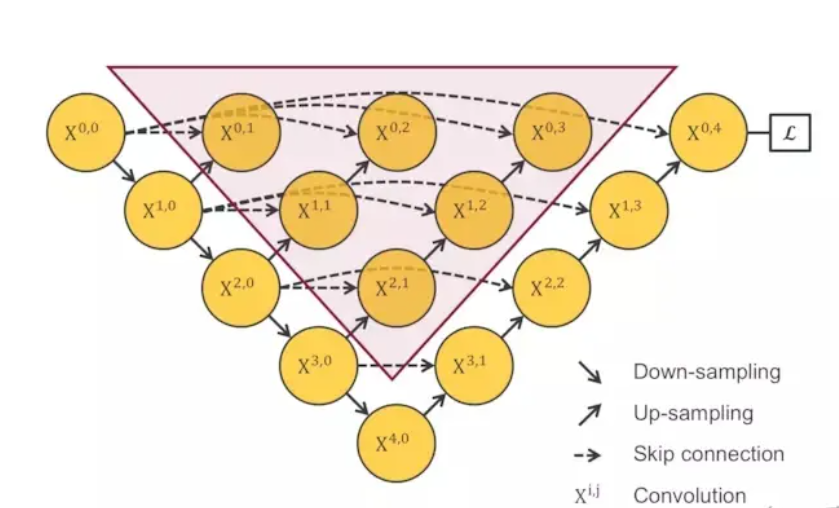 X^{0,0} X^{0,1} X^{0,2} X^{0,3} X^{0,4} ℒ
X^{1,0} X^{1,1} X^{1,2} X^{1,3}
X^{2,0} X^{2,1} X^{2,2}
X^{3,0} X^{3,1}
X^{4,0}
Down-sampling
Up-sampling
Skip connection
X^{i,j} Convolution